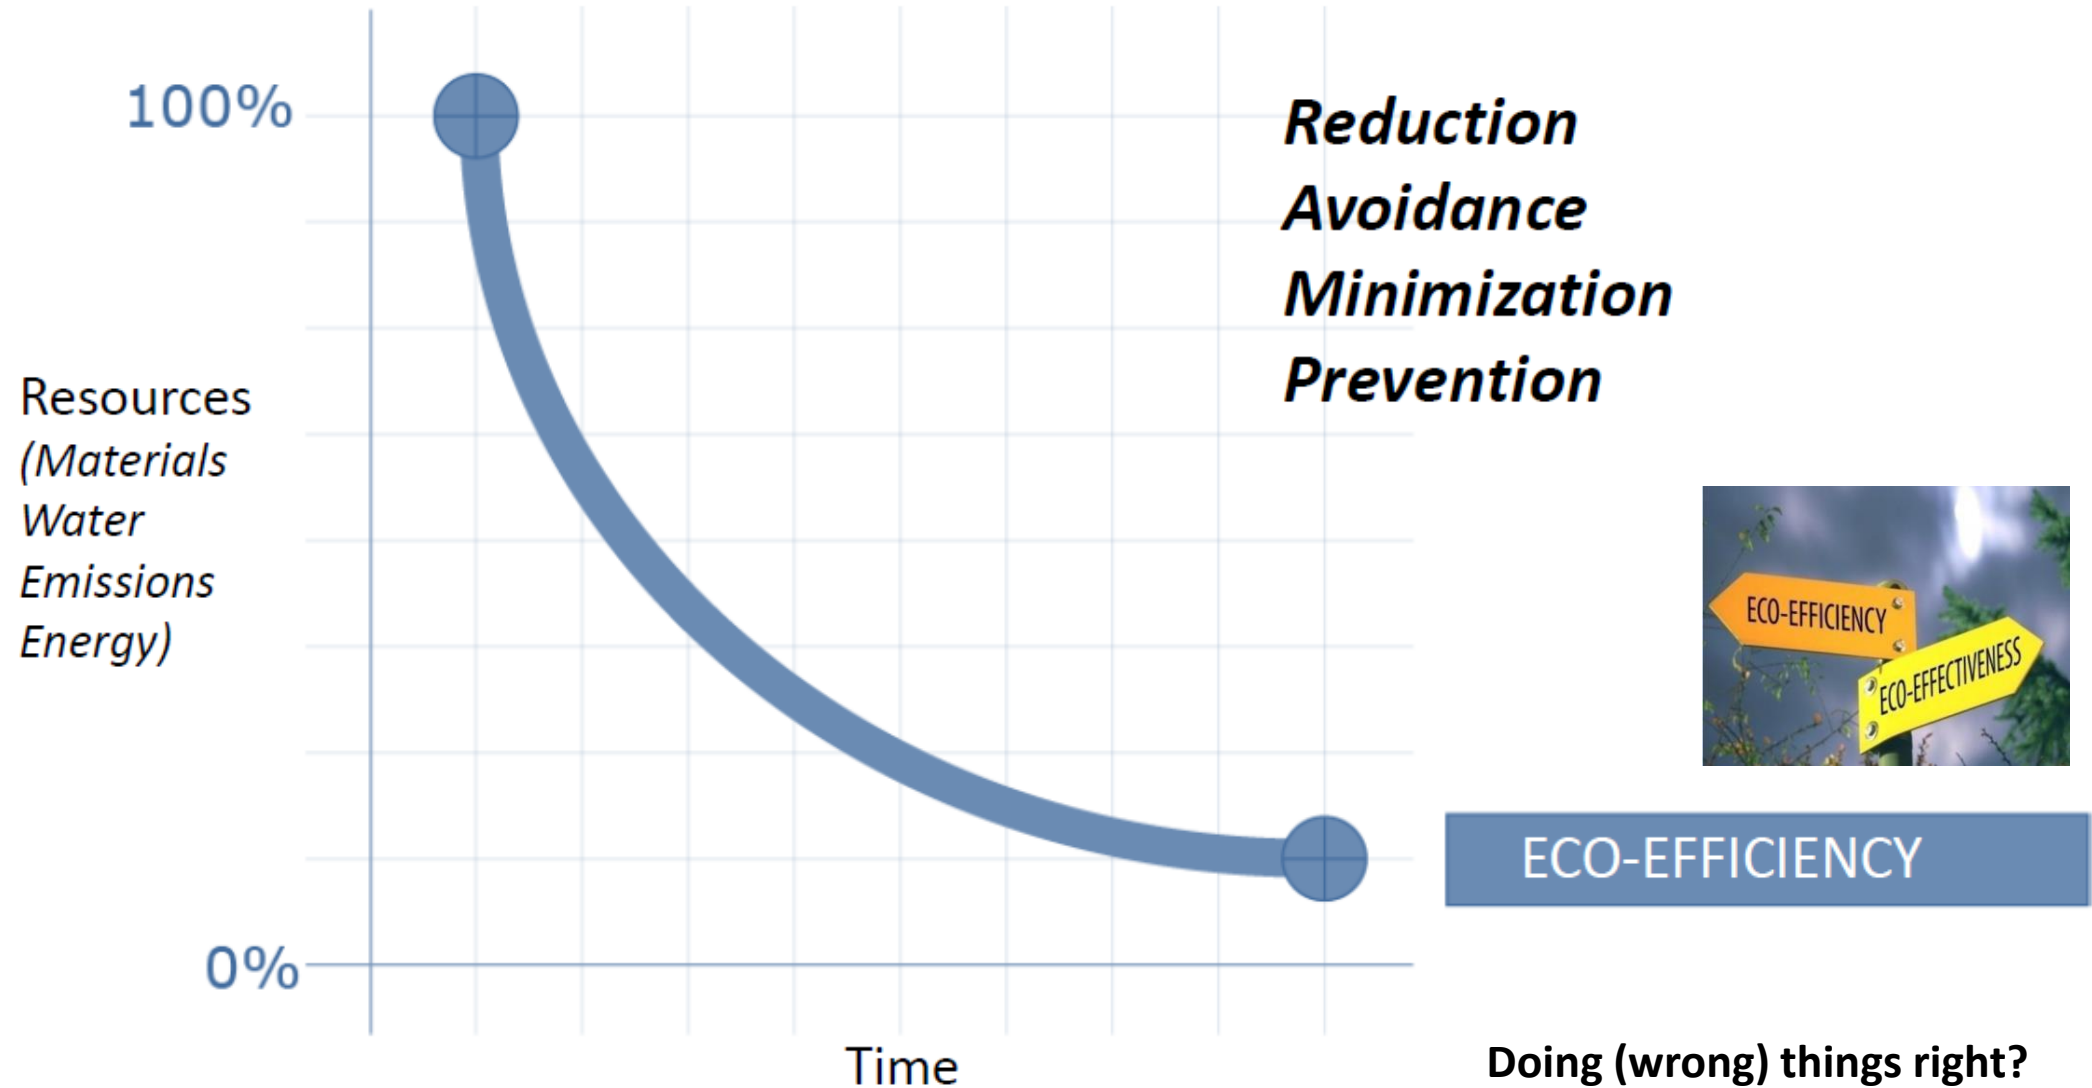 100%
Reduction
Avoidance
Minimization
Prevention
Resources
(Materials
Water
Emissions
Energy)
ECO-EFFICIENCY
ECO-EFFECTIVENESS
ECO-EFFICIENCY
0%
Time
Doing (wrong) things right?